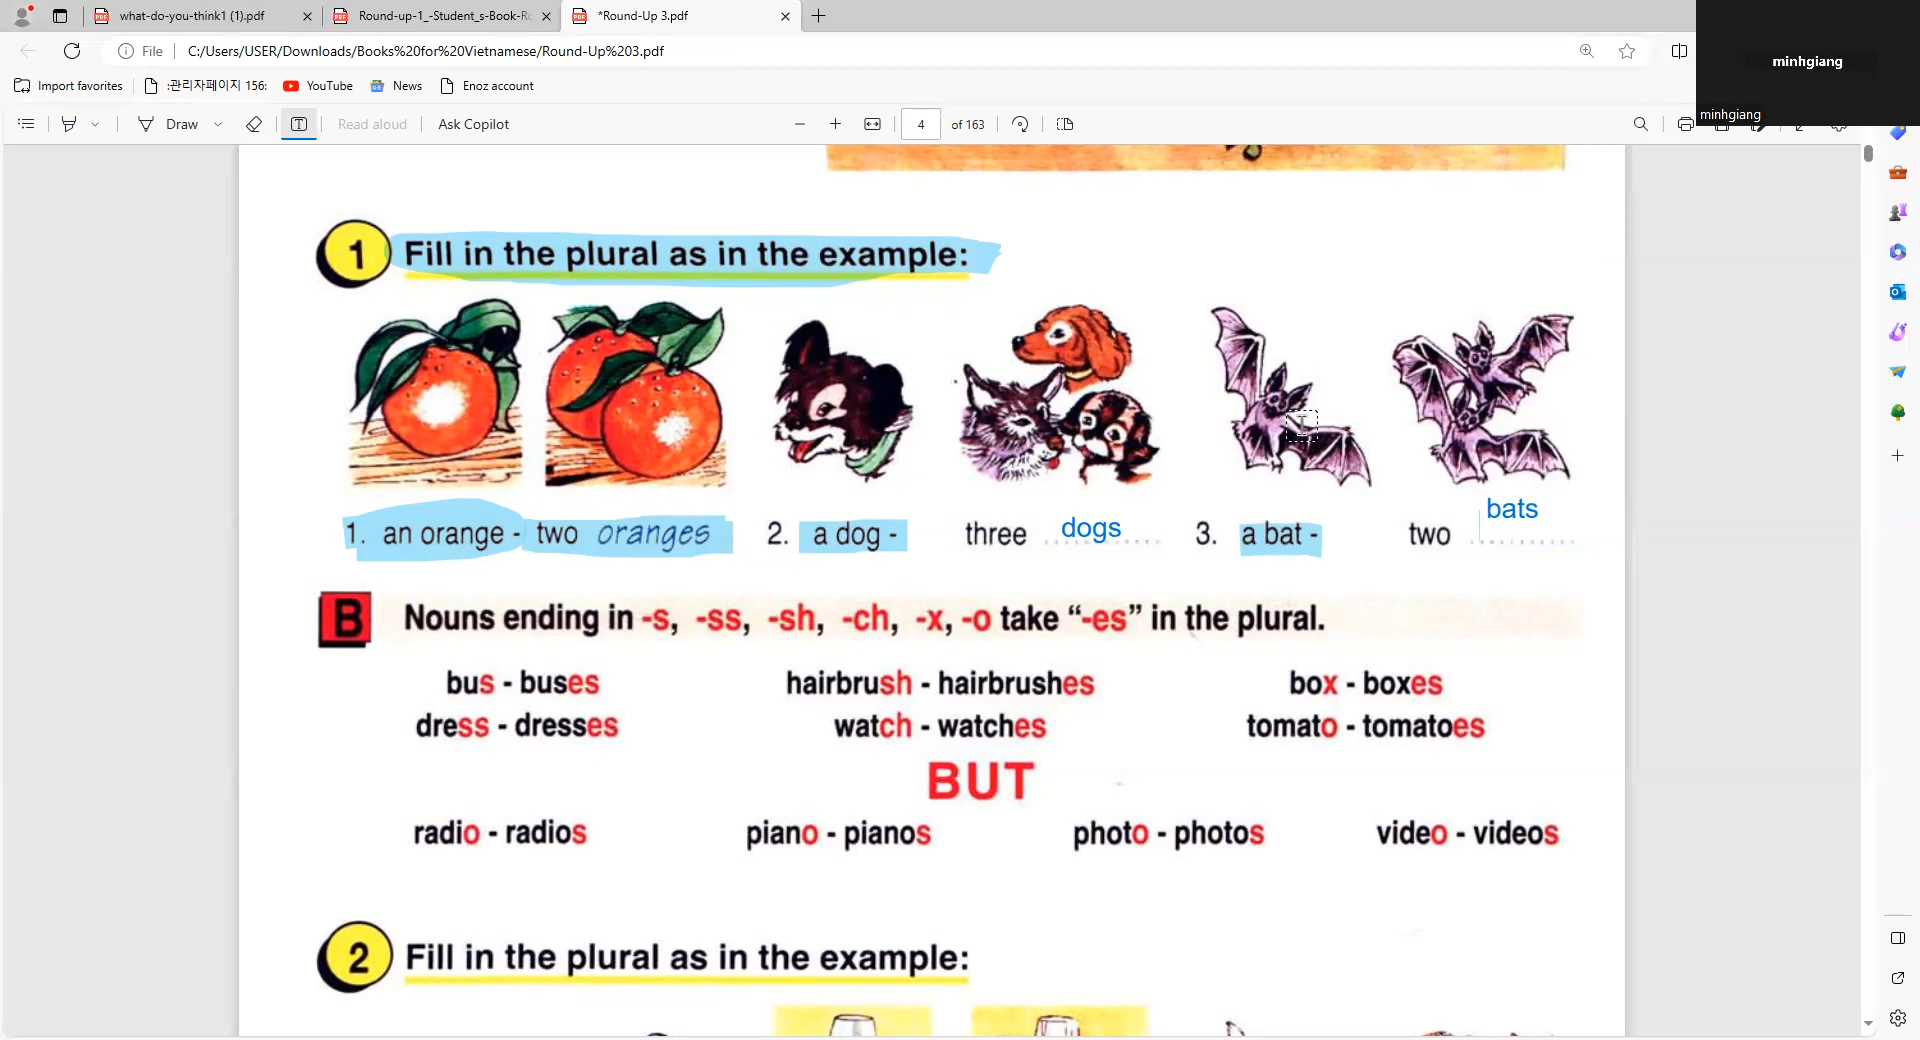 what-do-you-think1 (1).pdf
Round-up-1_-Student_s-Book-Ro
*Round-Up 3.pdf
File
C:/Users/USER/Downloads/Books%20for%20Vietnamese/Round-Up%203.pdf
minhgiang
minhgiang
Import favorites
:관리자페이지 156:
YouTube
News
Enoz account
Draw
Read aloud
Ask Copilot
4
of 163
1 Fill in the plural as in the example:
1. an orange - two oranges
2. a dog - three dogs
3. a bat - two bats
B Nouns ending in -s, -ss, -sh, -ch, -x, -o take “-es” in the plural.
bus - buses
hairbrush - hairbrushes
box - boxes
dress - dresses
watch - watches
tomato - tomatoes
BUT
radio - radios
piano - pianos
photo - photos
video - videos
2 Fill in the plural as in the example: